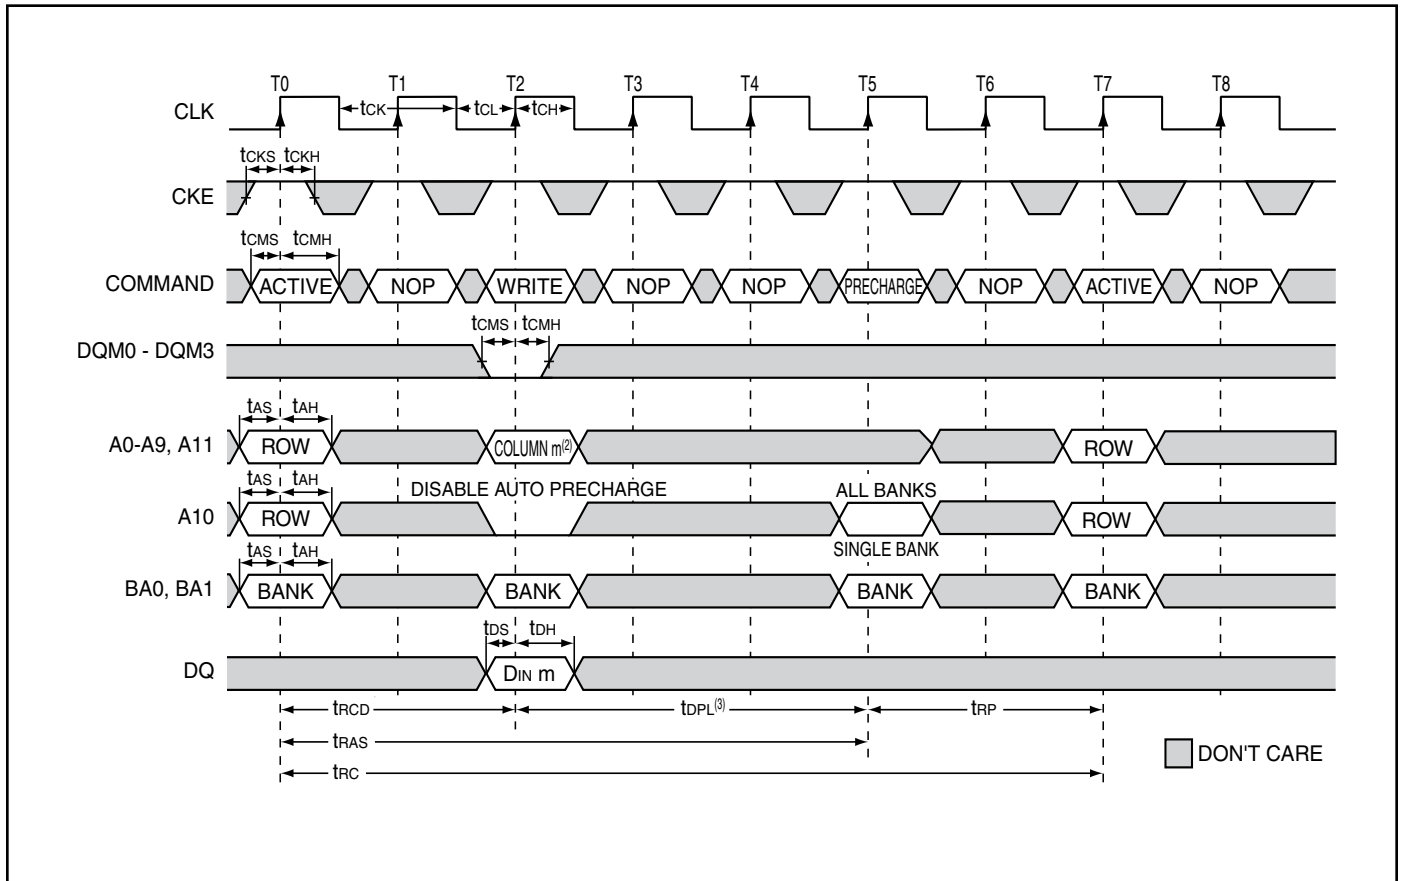 T0 T1 T2 T3 T4 T5 T6 T7 T8
CLK tCK tCL tCH
tCKS tCKH
CKE
tCMS tCMH
COMMAND ACTIVE NOP WRITE NOP NOP PRECHARGE NOP ACTIVE NOP
tCMS tCMH
DQM0 - DQM3
tAS tAH
A0-A9, A11 ROW COLUMN m(2) ROW
tAS tAH DISABLE AUTO PRECHARGE ALL BANKS
A10 ROW ROW
tAS tAH SINGLE BANK
BA0, BA1 BANK BANK BANK BANK
tDS tDH
DQ DIN m
tRCD tDPL(3) tRP
tRAS
DON'T CARE
tRC